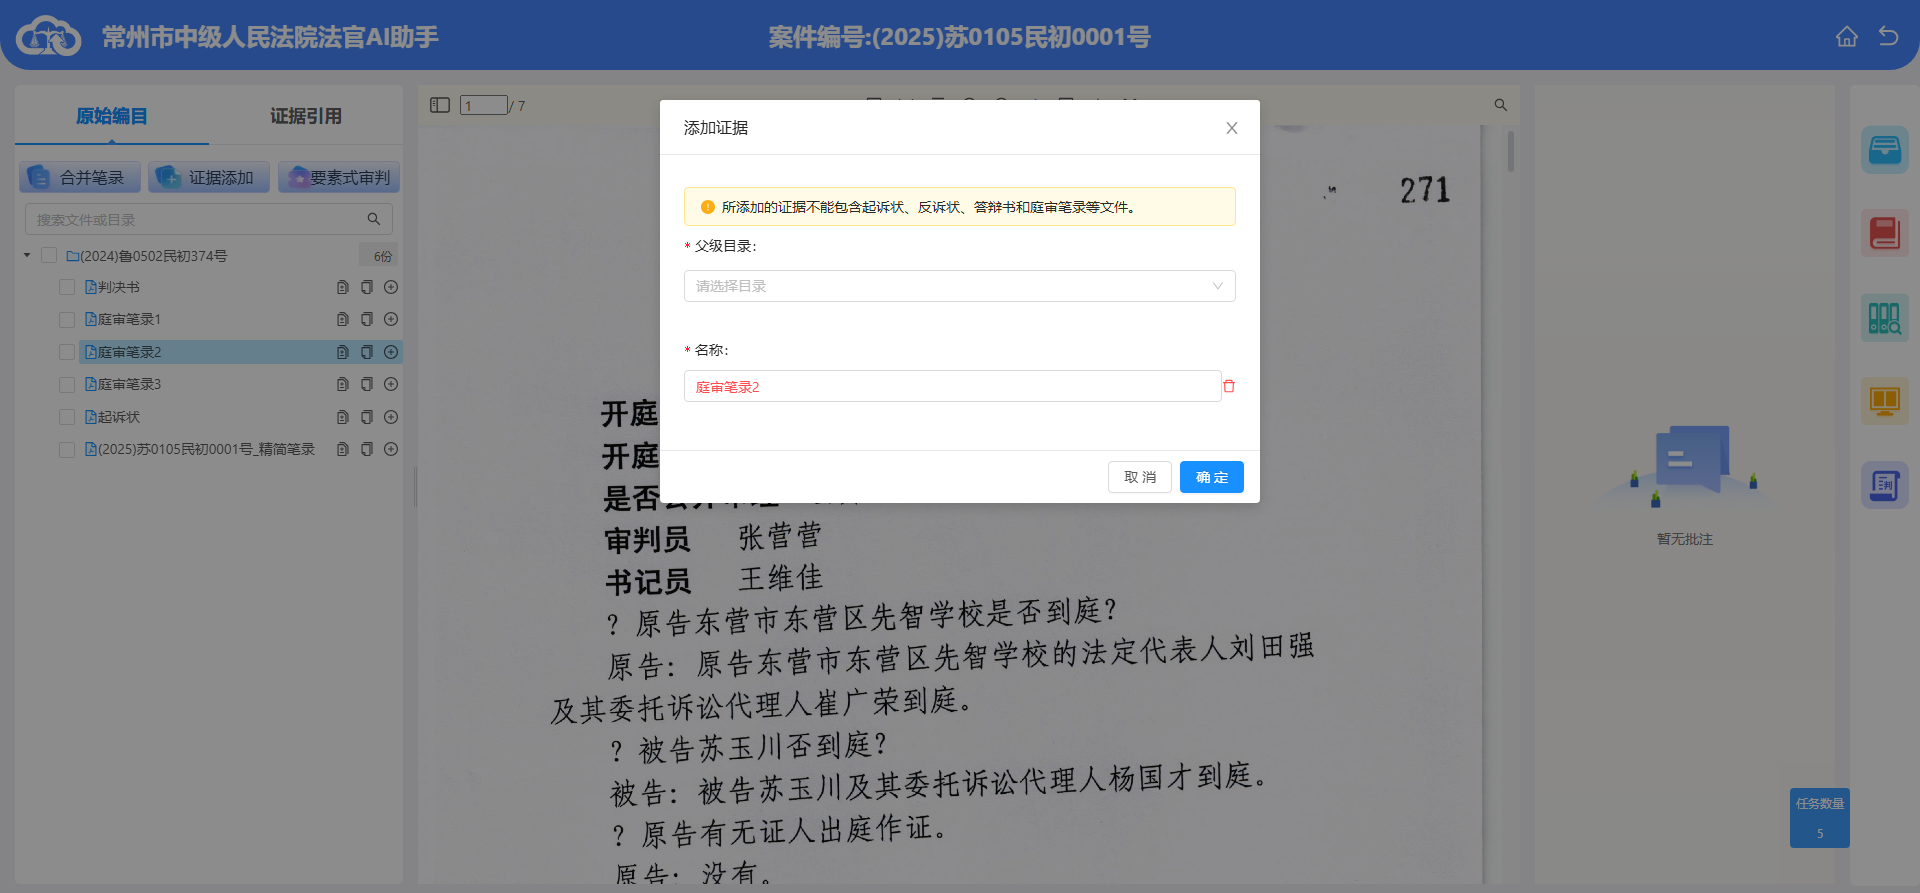 常州市中级人民法院法官AI助手
案件编号:(2025)苏0105民初0001号
原始编目
证据引用
合并笔录
证据添加
要素式审判
搜索文件或目录
(2024)鲁0502民初374号
6份
判决书
庭审笔录1
庭审笔录2
庭审笔录3
起诉状
(2025)苏0105民初0001号_精简笔录
1 / 7
添加证据
所添加的证据不能包含起诉状、反诉状、答辩书和庭审笔录等文件。
* 父级目录:
请选择目录
* 名称:
庭审笔录2
取 消
确 定
271
开庭
开庭
是否
审判员 张营营
书记员 王维佳
？原告东营市东营区先智学校是否到庭？
原告：原告东营市东营区先智学校的法定代表人刘田强
及其委托诉讼代理人崔广荣到庭。
？被告苏玉川否到庭？
被告：被告苏玉川及其委托诉讼代理人杨国才到庭。
？原告有无证人出庭作证。
原告：没有。
暂无批注
判
任务数量
5